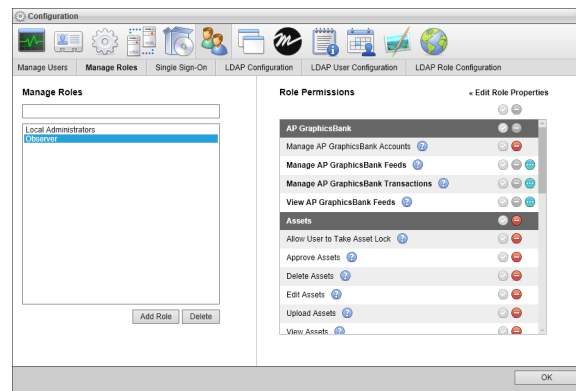 Configuration
Manage Users Manage Roles Single Sign-On LDAP Configuration LDAP User Configuration LDAP Role Configuration
Manage Roles
Local Administrators
Observer
Add Role Delete
Role Permissions « Edit Role Properties
AP GraphicsBank
Manage AP GraphicsBank Accounts ?
Manage AP GraphicsBank Feeds ?
Manage AP GraphicsBank Transactions ?
View AP GraphicsBank Feeds ?
Assets
Allow User to Take Asset Lock ?
Approve Assets ?
Delete Assets ?
Edit Assets ?
Upload Assets ?
View Assets ?
OK